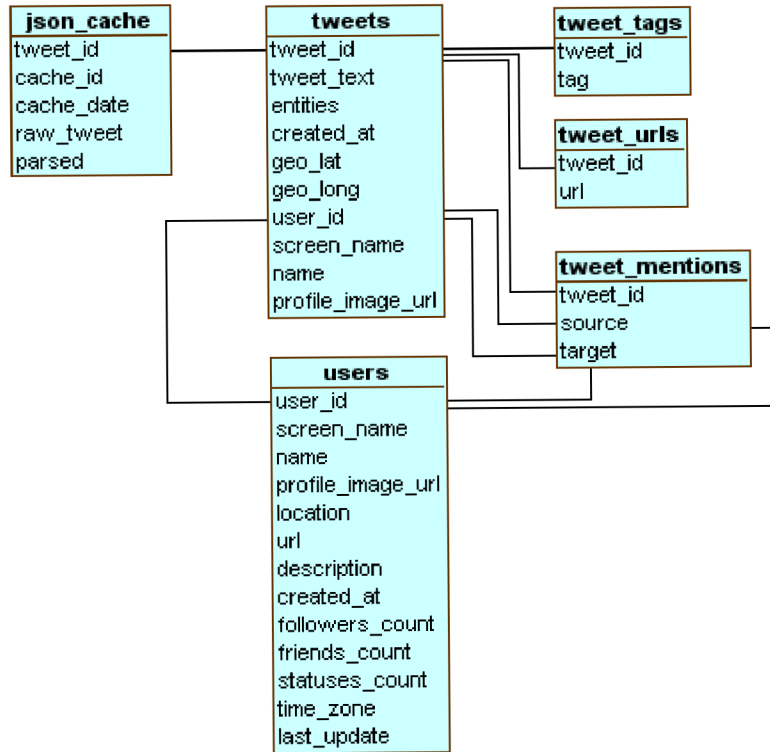 json_cache
tweet_id
cache_id
cache_date
raw_tweet
parsed
tweets
tweet_id
tweet_text
entities
created_at
geo_lat
geo_long
user_id
screen_name
name
profile_image_url
tweet_tags
tweet_id
tag
tweet_urls
tweet_id
url
tweet_mentions
tweet_id
source
target
users
user_id
screen_name
name
profile_image_url
location
url
description
created_at
followers_count
friends_count
statuses_count
time_zone
last_update